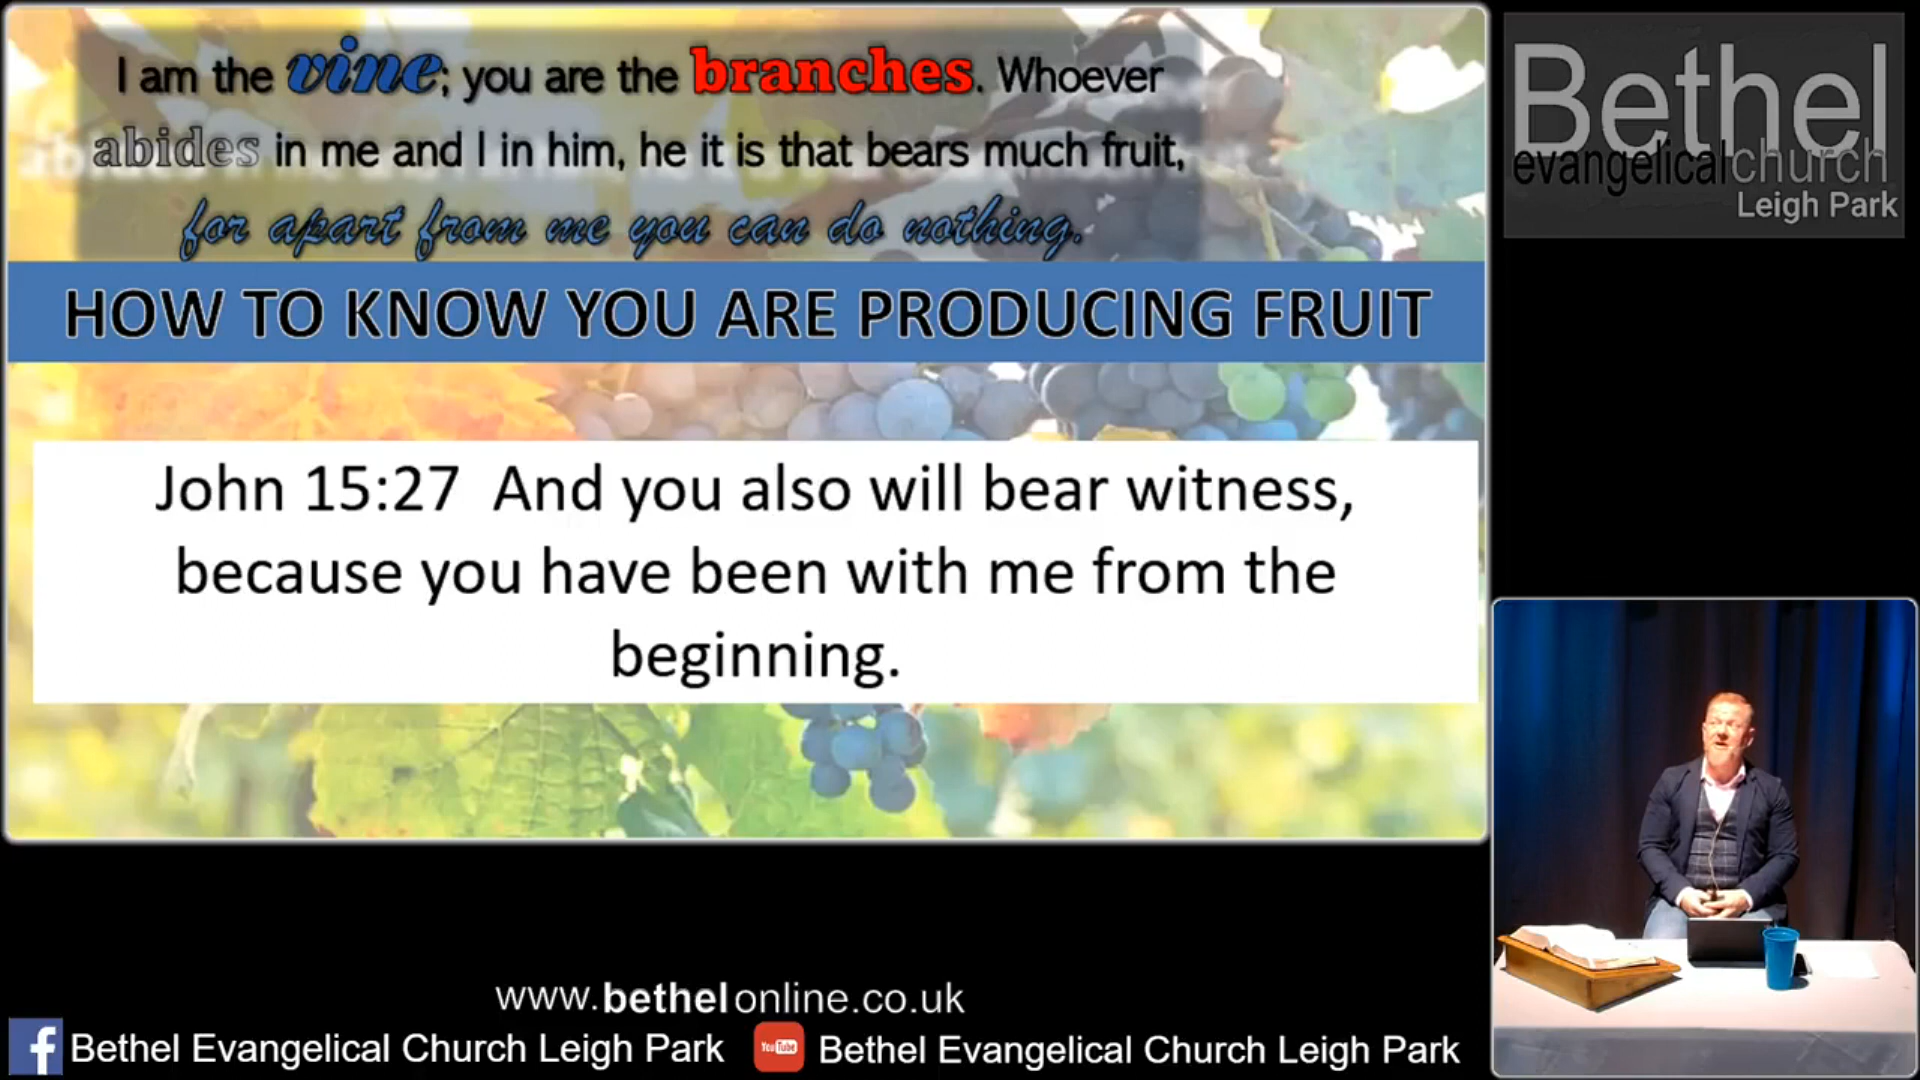 I am the vine; you are the branches. Whoever
abides in me and I in him, he it is that bears much fruit,
for apart from me you can do nothing.
HOW TO KNOW YOU ARE PRODUCING FRUIT
John 15:27 And you also will bear witness,
because you have been with me from the
beginning.
Bethel
evangelicalchurch
Leigh Park
www.bethelonline.co.uk
f Bethel Evangelical Church Leigh Park YouTube Bethel Evangelical Church Leigh Park